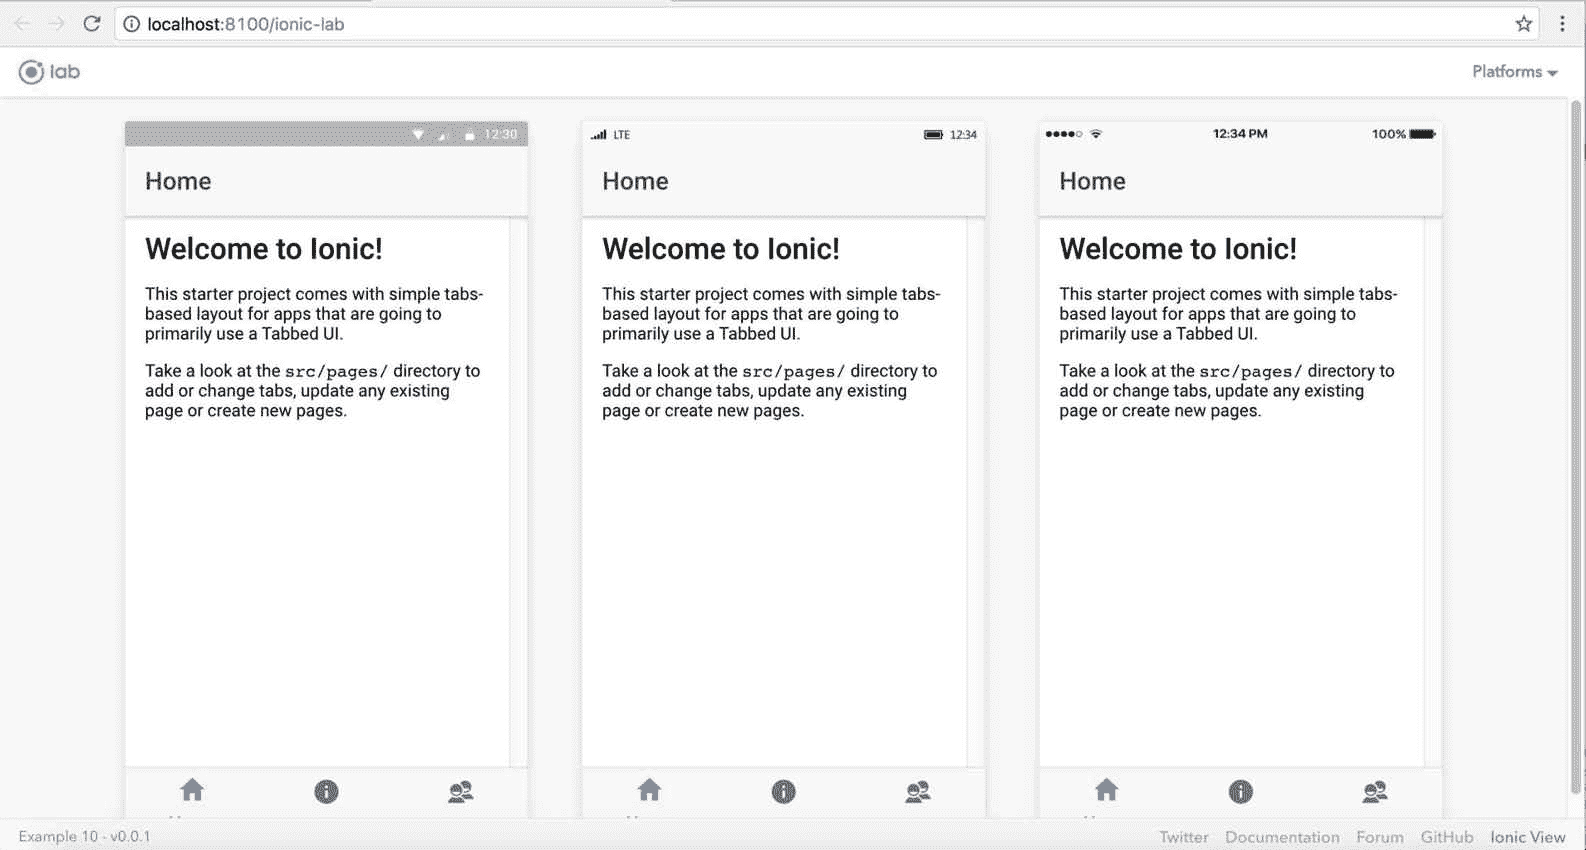 localhost:8100/ionic-lab
lab
Platforms
12:30
Home
Welcome to Ionic!
This starter project comes with simple tabs-
based layout for apps that are going to
primarily use a Tabbed UI.
Take a look at the src/pages/ directory to
add or change tabs, update any existing
page or create new pages.
LTE
12:34
Home
Welcome to Ionic!
This starter project comes with simple tabs-
based layout for apps that are going to
primarily use a Tabbed UI.
Take a look at the src/pages/ directory to
add or change tabs, update any existing
page or create new pages.
12:34 PM
100%
Home
Welcome to Ionic!
This starter project comes with simple tabs-
based layout for apps that are going to
primarily use a Tabbed UI.
Take a look at the src/pages/ directory to
add or change tabs, update any existing
page or create new pages.
Example 10 - v0.0.1
Twitter Documentation Forum GitHub Ionic View